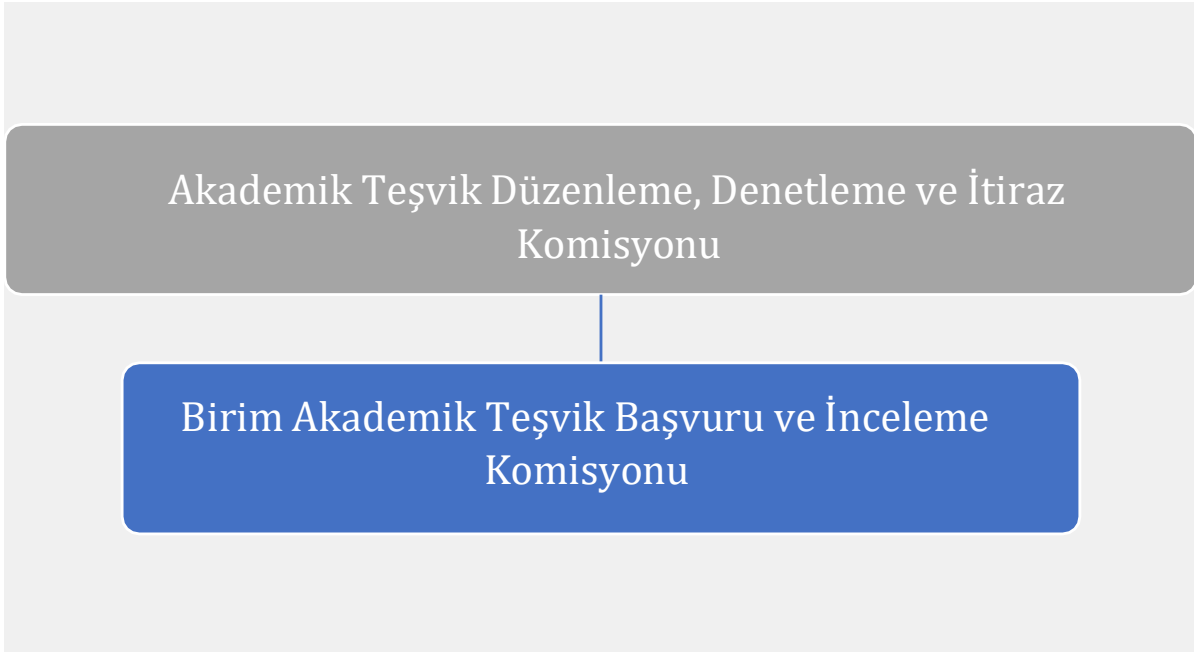 Akademik Teşvik Düzenleme, Denetleme ve İtiraz
Komisyonu
Birim Akademik Teşvik Başvuru ve İnceleme
Komisyonu